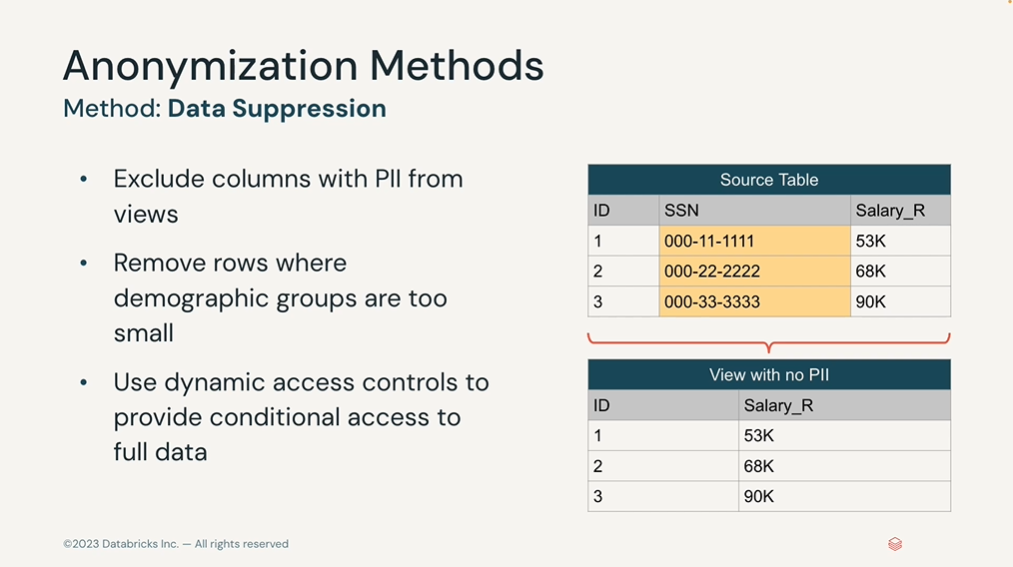 Anonymization Methods
Method: Data Suppression
• Exclude columns with PII from
views
• Remove rows where
demographic groups are too
small
• Use dynamic access controls to
provide conditional access to
full data
Source Table
ID SSN Salary_R
1 000-11-1111 53K
2 000-22-2222 68K
3 000-33-3333 90K
View with no PII
ID Salary_R
1 53K
2 68K
3 90K
©2023 Databricks Inc. — All rights reserved